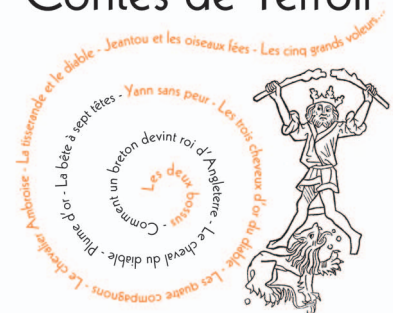 Contes de Terroir
Les deux bossus - Comment un breton devint roi d'Angleterre - Le cheval du diable - Plume d'or - La bête à sept têtes - Yann sans peur - Les trois cheveux d'or du diable - Les quatre compagnons - Le chevalier Ambroise - La tisserande et le diable - Jeantou et les oiseaux fées - Les cinq grands voleurs...